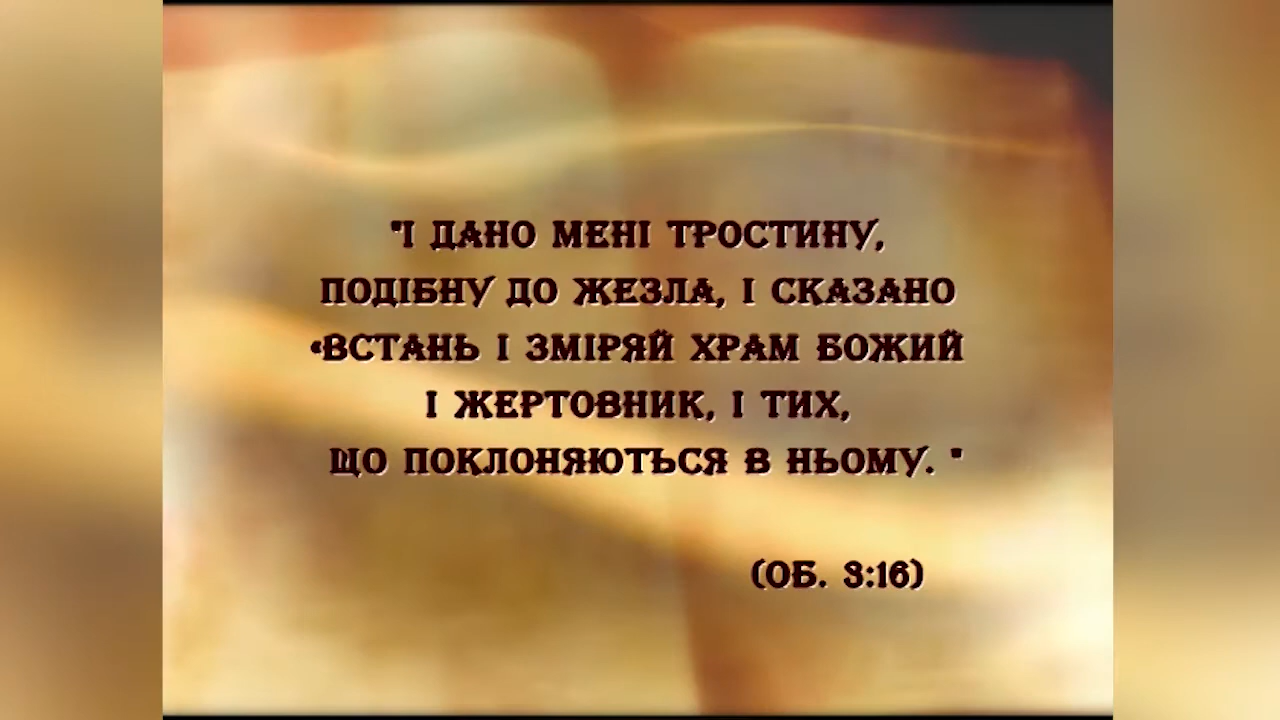 "І ДАНО МЕНІ ТРОСТИНУ,
ПОДІБНУ ДО ЖЕЗЛА, І СКАЗАНО
«ВСТАНЬ І ЗМІРЯЙ ХРАМ БОЖИЙ
І ЖЕРТОВНИК, І ТИХ,
ЩО ПОКЛОНЯЮТЬСЯ В НЬОМУ. "
(ОБ. 3:16)